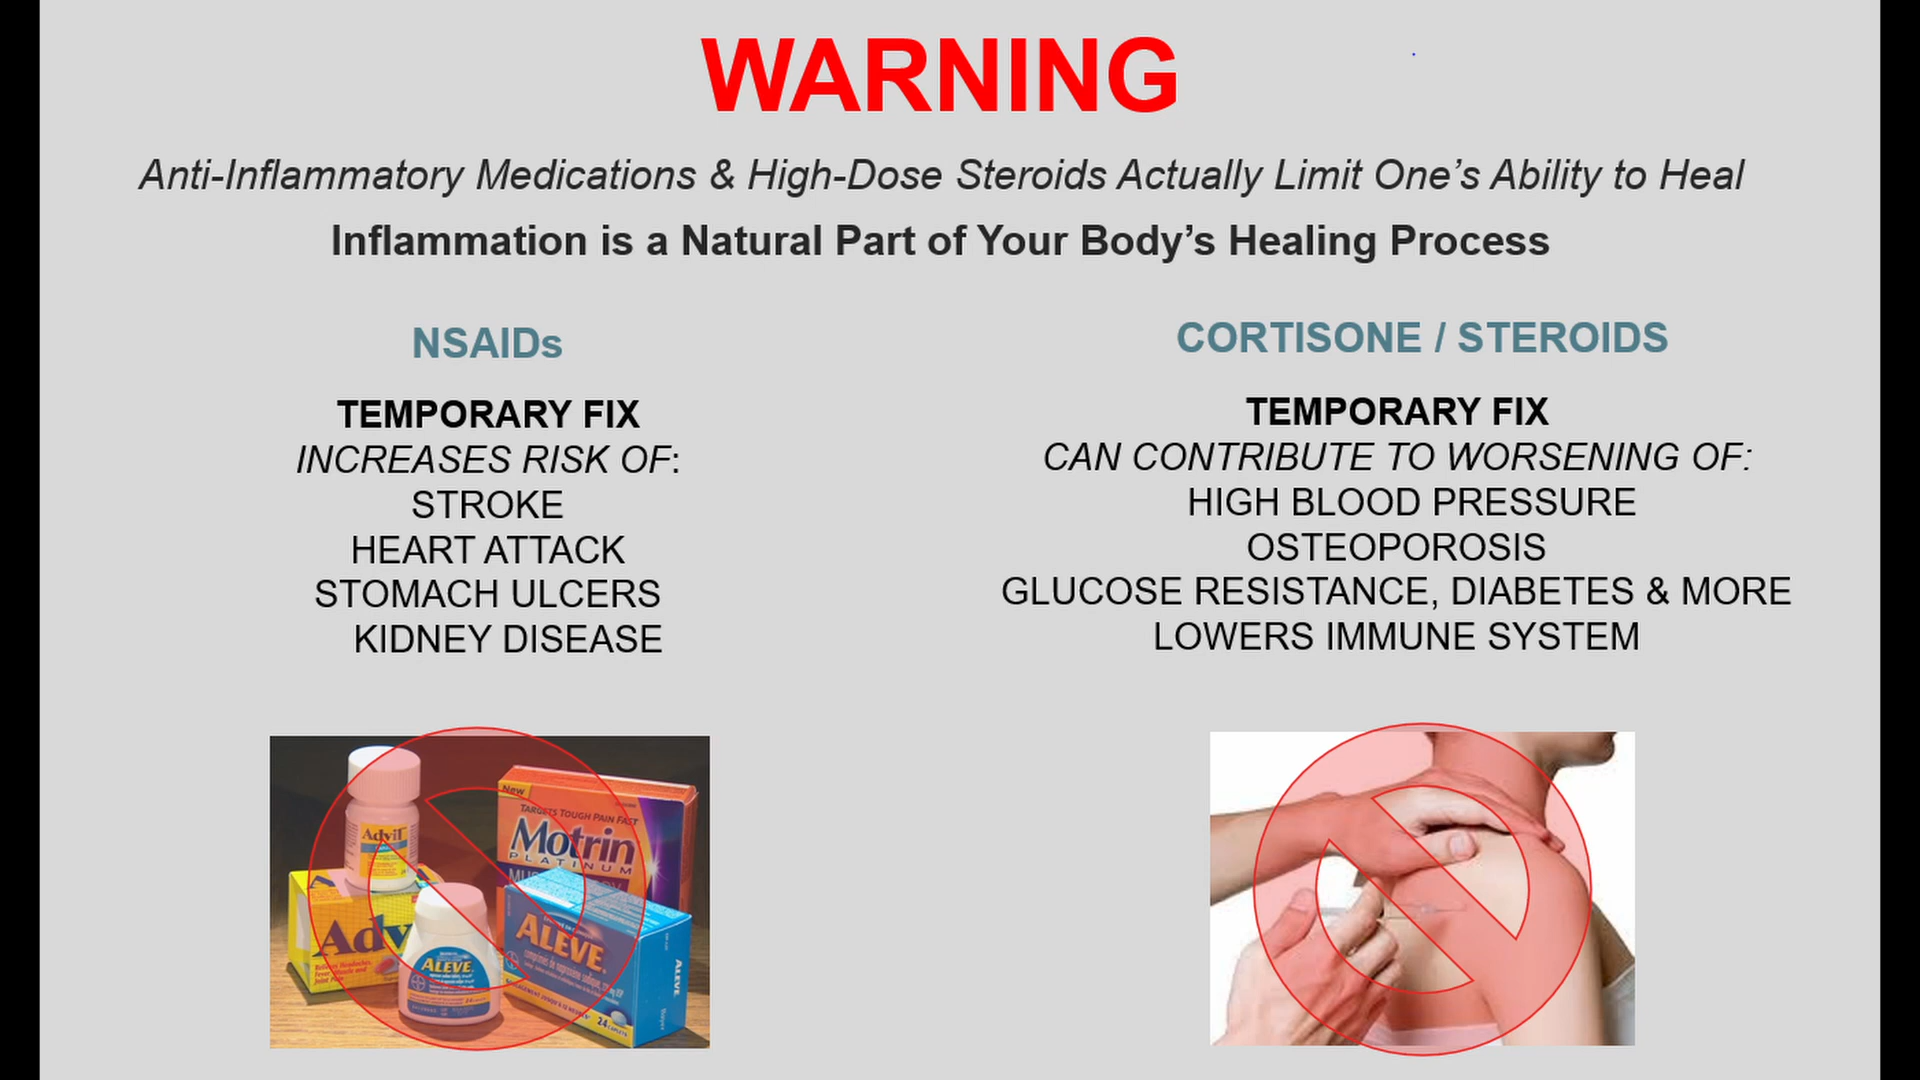 WARNING
Anti-Inflammatory Medications & High-Dose Steroids Actually Limit One’s Ability to Heal
Inflammation is a Natural Part of Your Body’s Healing Process
NSAIDs
TEMPORARY FIX
INCREASES RISK OF:
STROKE
HEART ATTACK
STOMACH ULCERS
KIDNEY DISEASE
CORTISONE / STEROIDS
TEMPORARY FIX
CAN CONTRIBUTE TO WORSENING OF:
HIGH BLOOD PRESSURE
OSTEOPOROSIS
GLUCOSE RESISTANCE, DIABETES & MORE
LOWERS IMMUNE SYSTEM
Advil
Adv
New
TARGETS TOUGH PAIN FAST
Motrin
PLATINUM
ALEVE
ALEVE
ALEVE
24 CAPLETS